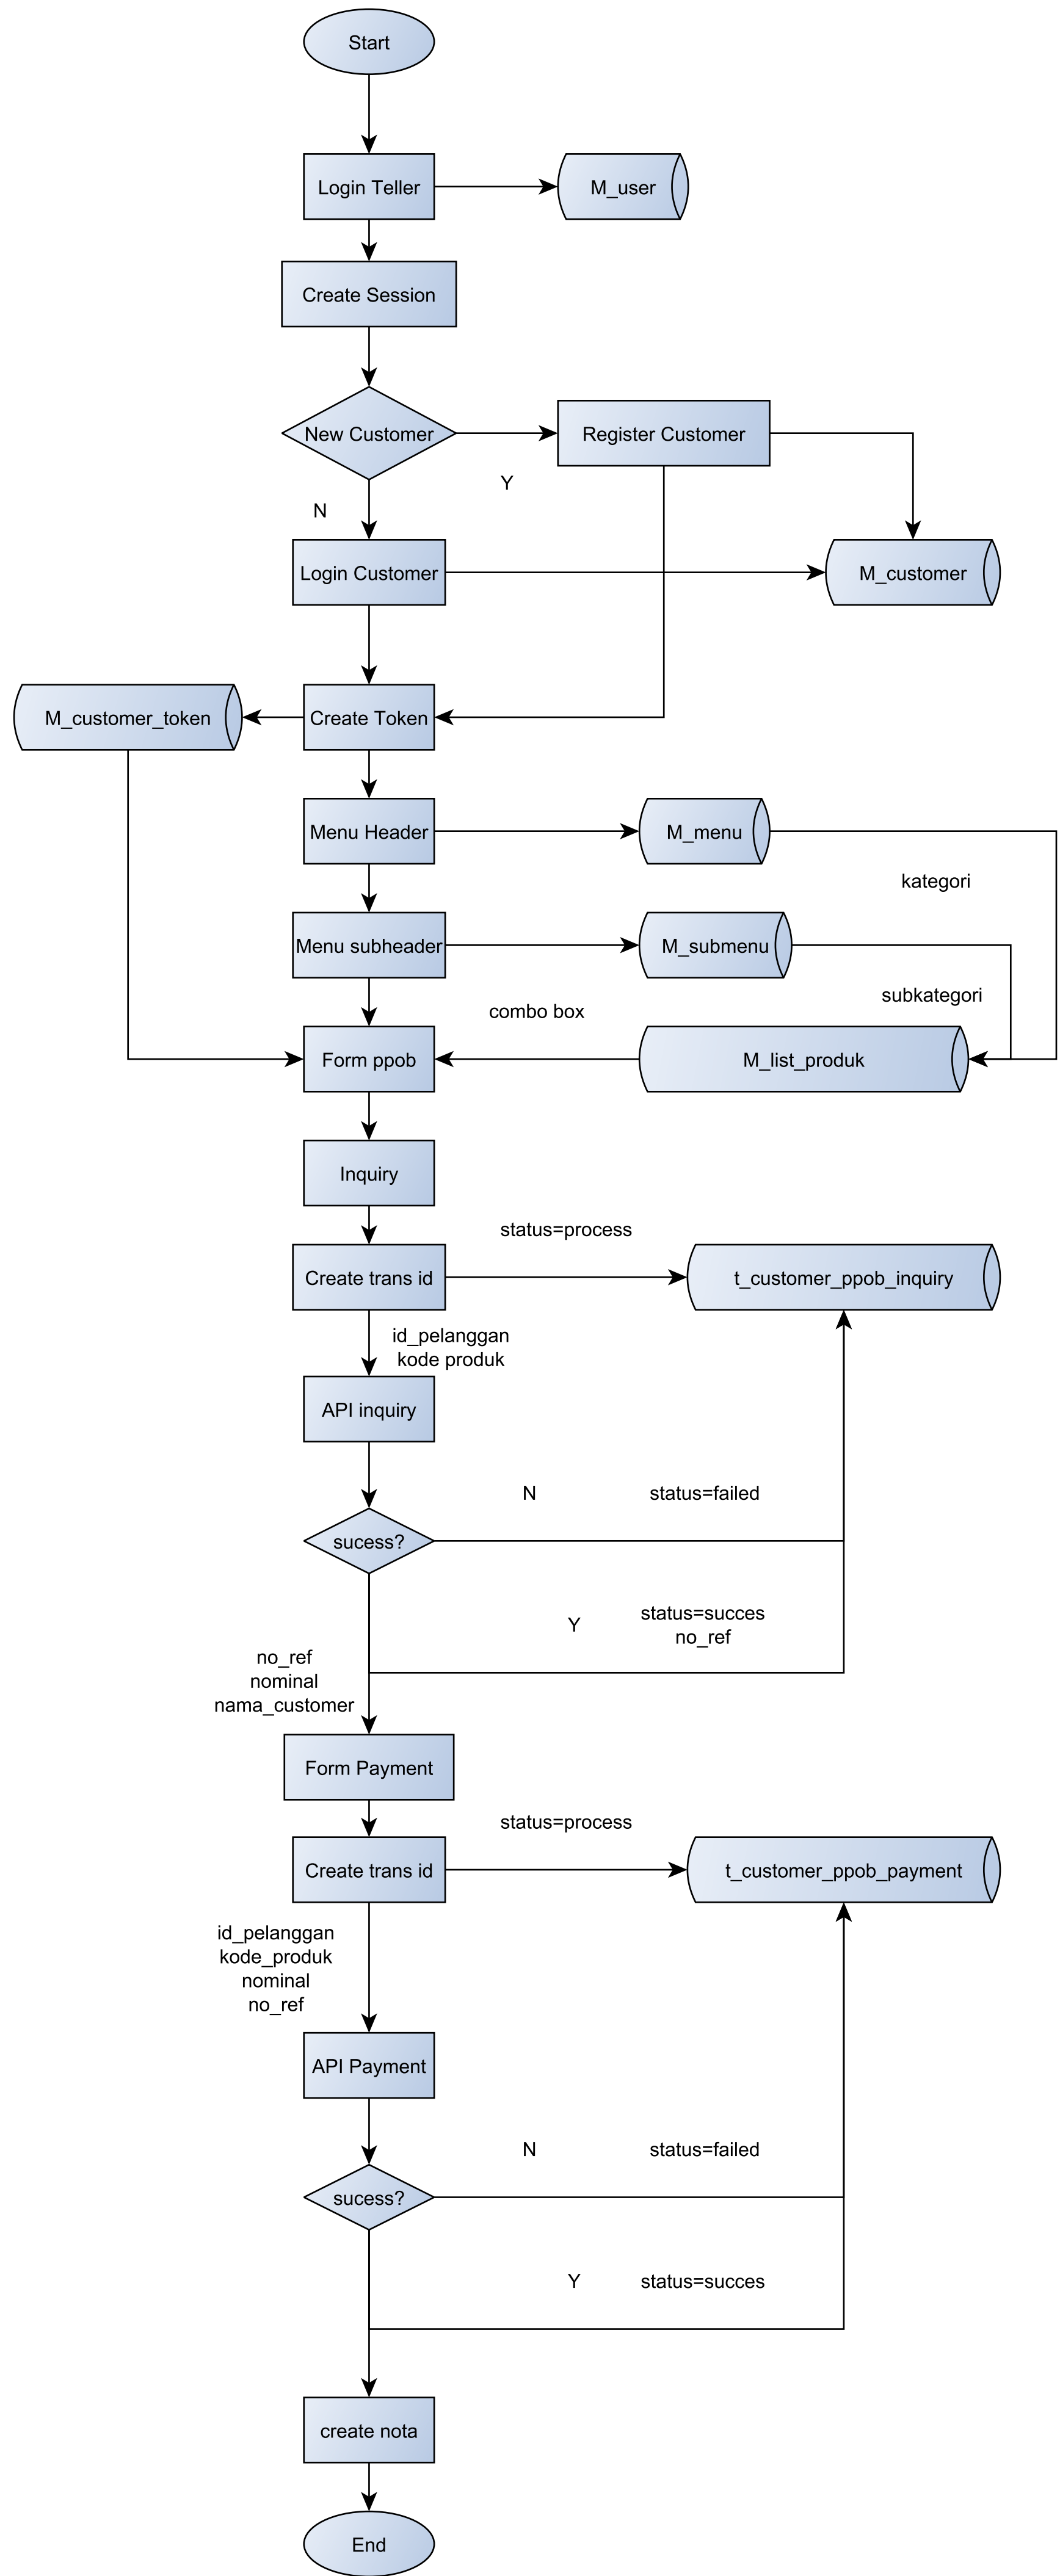 Start
Login Teller
M_user
Create Session
New Customer
Register Customer
Y
N
Login Customer
M_customer
M_customer_token
Create Token
Menu Header
M_menu
kategori
Menu subheader
M_submenu
subkategori
combo box
Form ppob
M_list_produk
Inquiry
status=process
Create trans id
t_customer_ppob_inquiry
id_pelanggan
kode produk
API inquiry
N
status=failed
sucess?
Y
status=succes
no_ref
no_ref
nominal
nama_customer
Form Payment
status=process
Create trans id
t_customer_ppob_payment
id_pelanggan
kode_produk
nominal
no_ref
API Payment
N
status=failed
sucess?
Y
status=succes
create nota
End